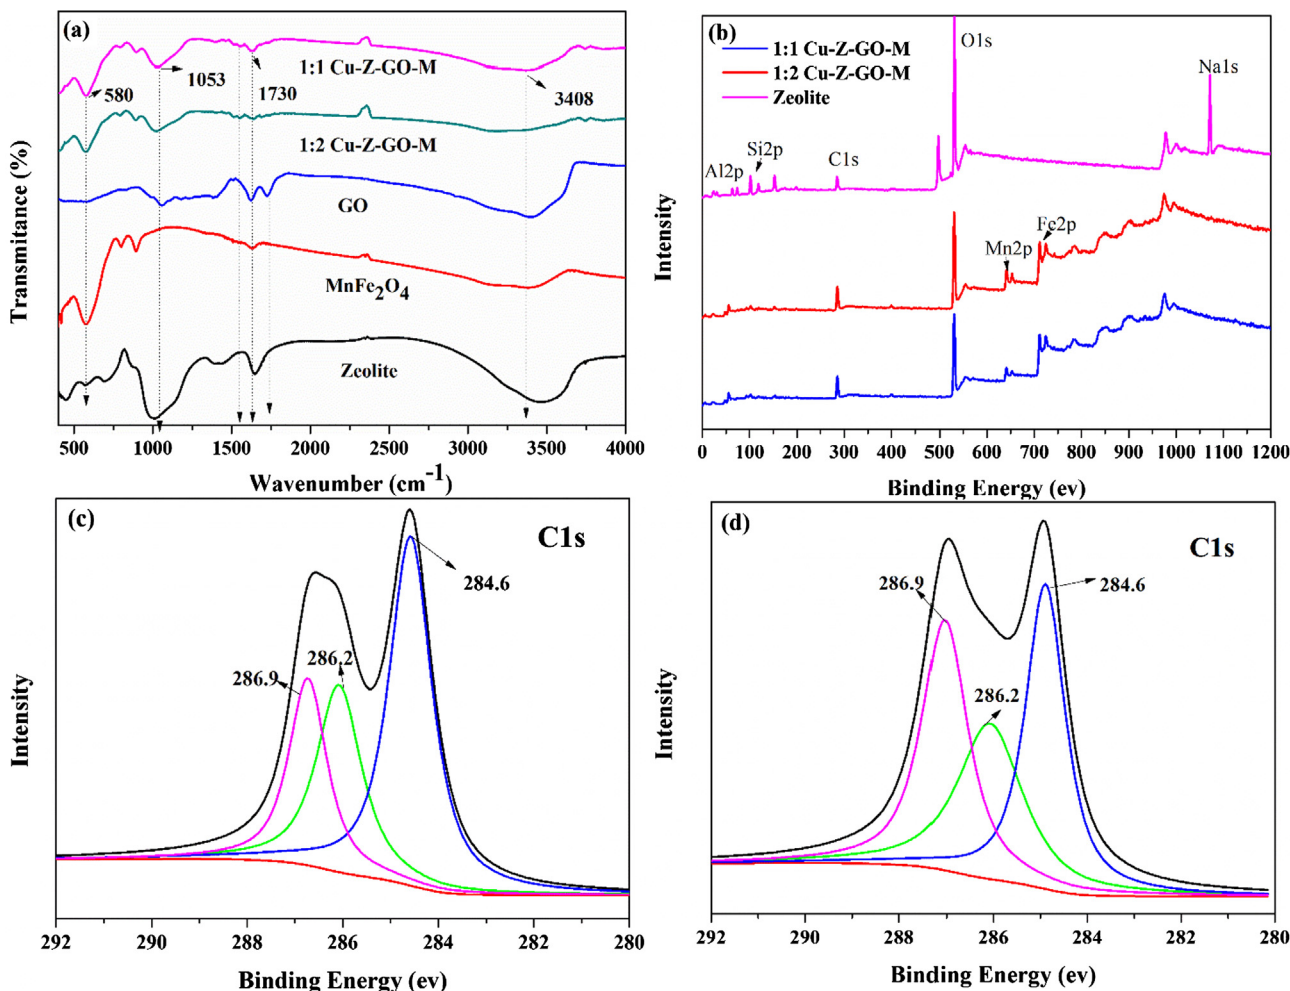 (a)
1:1 Cu-Z-GO-M
1053
580
1730
3408
1:2 Cu-Z-GO-M
GO
MnFe2O4
Zeolite
Transmitance (%)
500 1000 1500 2000 2500 3000 3500 4000
Wavenumber (cm-1)
(b)
1:1 Cu-Z-GO-M
1:2 Cu-Z-GO-M
Zeolite
O1s
Na1s
Si2p
Al2p
C1s
Mn2p
Fe2p
Intensity
0 100 200 300 400 500 600 700 800 900 1000 1100 1200
Binding Energy (ev)
(c)
C1s
284.6
286.2
286.9
Intensity
292 290 288 286 284 282 280
Binding Energy (ev)
(d)
C1s
286.9
284.6
286.2
Intensity
292 290 288 286 284 282 280
Binding Energy (ev)